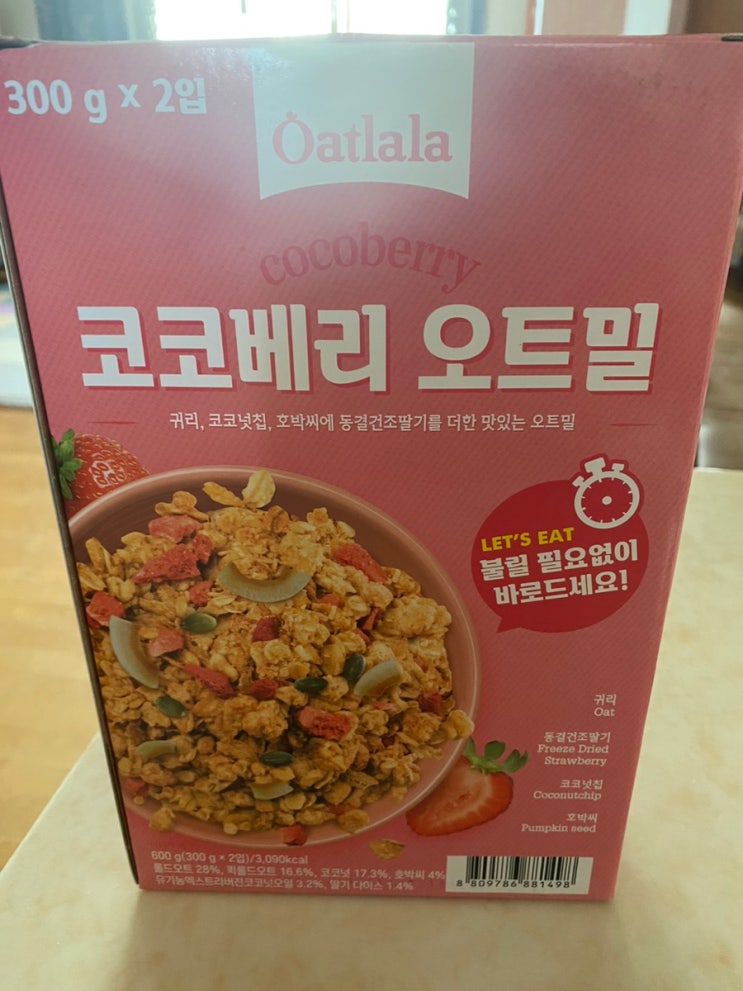 300 g × 2입
Oatlala
cocoberry
코코베리 오트밀
귀리, 코코넛칩, 호박씨에 동결건조딸기를 더한 맛있는 오트밀
LET'S EAT
불릴 필요없이
바로드세요!
귀리
Oat
동결건조딸기
Freeze Dried
Strawberry
코코넛칩
Coconutchip
호박씨
Pumpkin seed
600 g(300 g × 2입)/3,090kcal
롤드오트 28%, 퀵롤드오트 16.6%, 코코넛 17.3%, 호박씨 4%
유기농엑스트라버진코코넛오일 3.2%, 딸기 다이스 1.4%
8 809786 881498